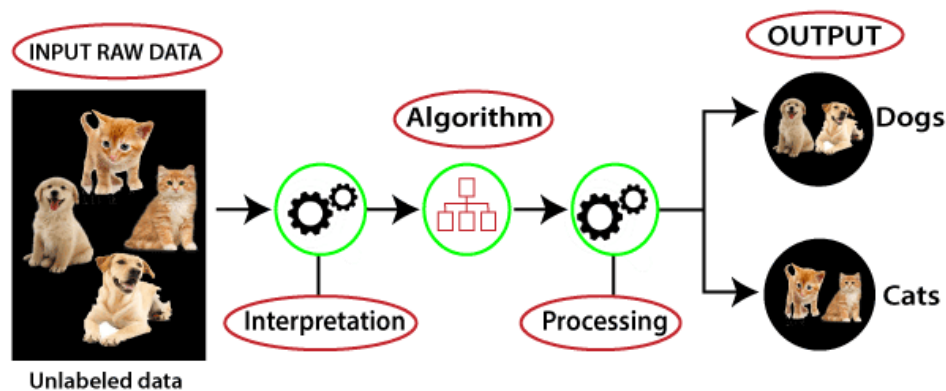 INPUT RAW DATA
Unlabeled data
Interpretation
Algorithm
Processing
OUTPUT
Dogs
Cats